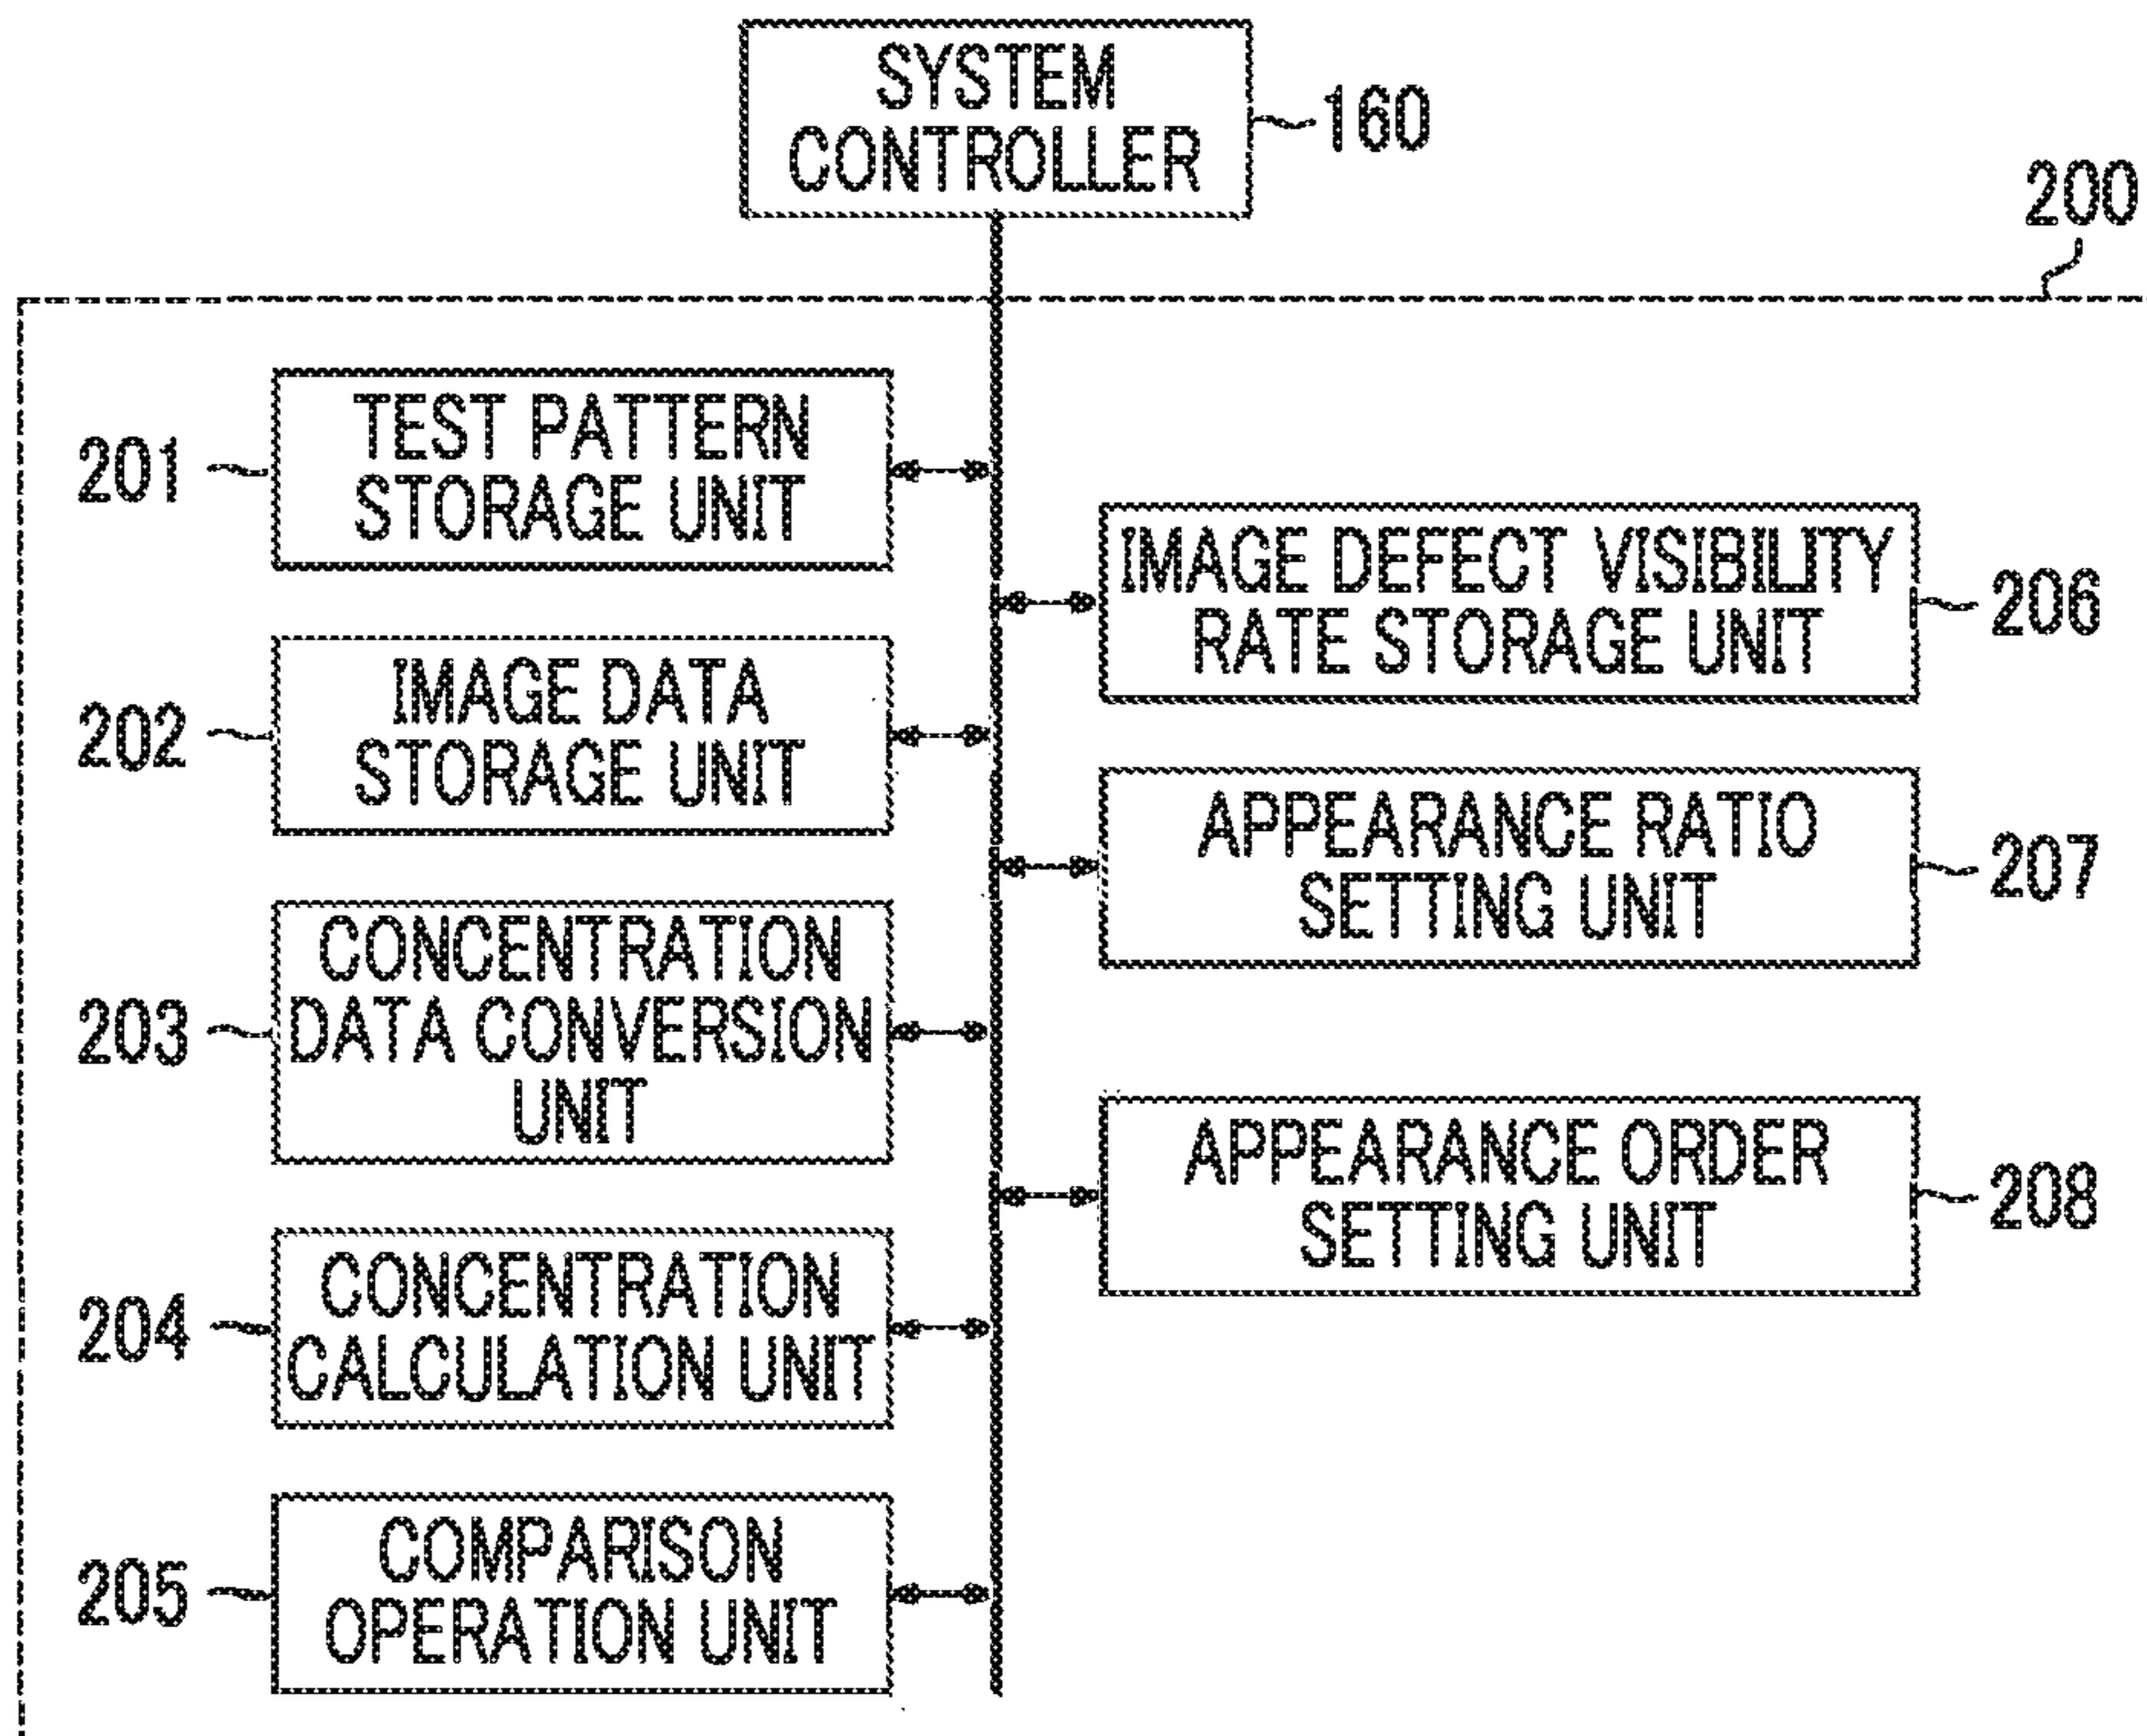 SYSTEM
CONTROLLER
160
200
TEST PATTERN
STORAGE UNIT
201
IMAGE DATA
STORAGE UNIT
202
CONCENTRATION
DATA CONVERSION
UNIT
203
CONCENTRATION
CALCULATION UNIT
204
COMPARISON
OPERATION UNIT
205
IMAGE DEFECT VISIBILITY
RATE STORAGE UNIT
206
APPEARANCE RATIO
SETTING UNIT
207
APPEARANCE ORDER
SETTING UNIT
208